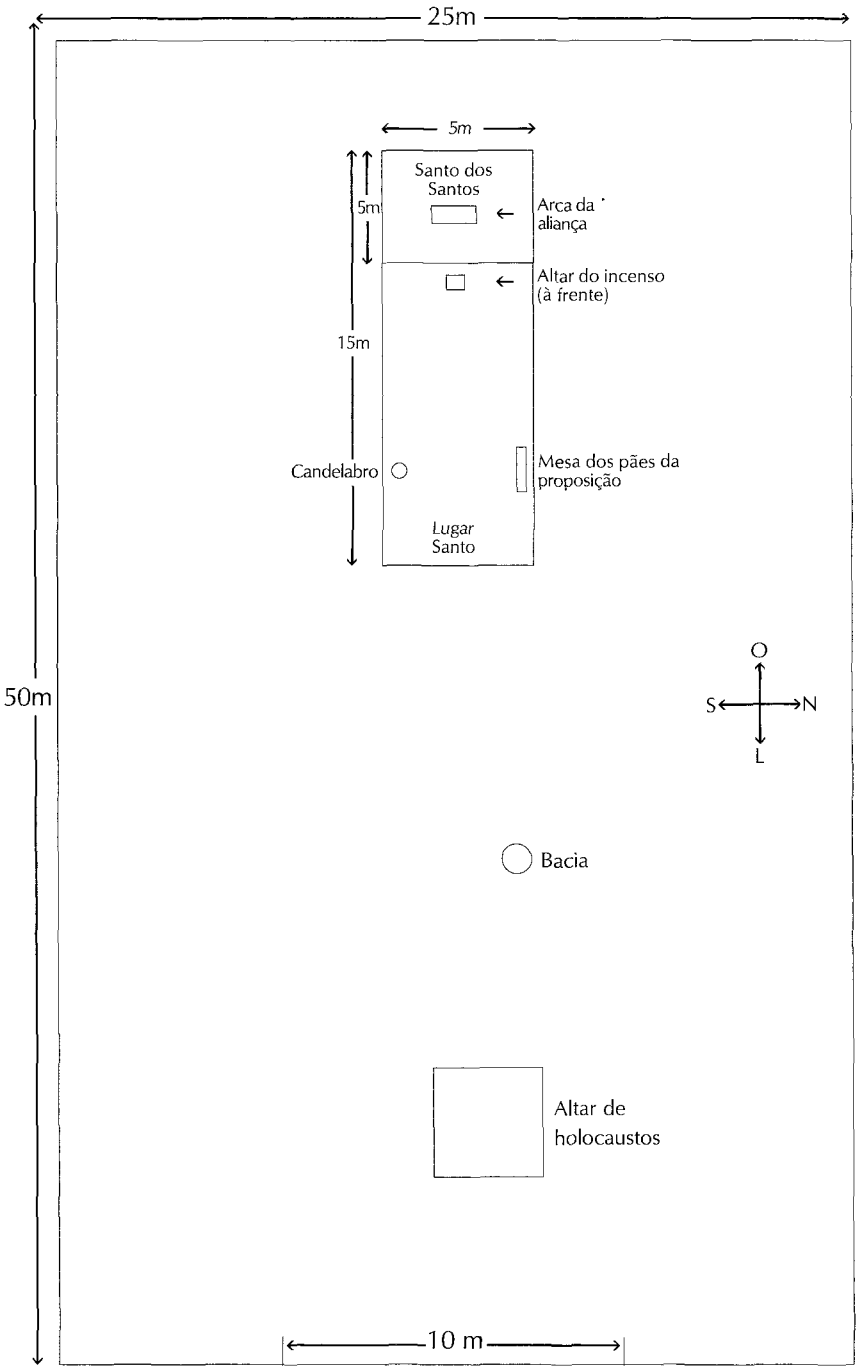 25m
5m
Santo dos
Santos
5m
Arca da
aliança
Altar do incenso
(à frente)
15m
Candelabro
Mesa dos pães da
proposição
Lugar
Santo
O
50m
S N
L
Bacia
Altar de
holocaustos
10 m